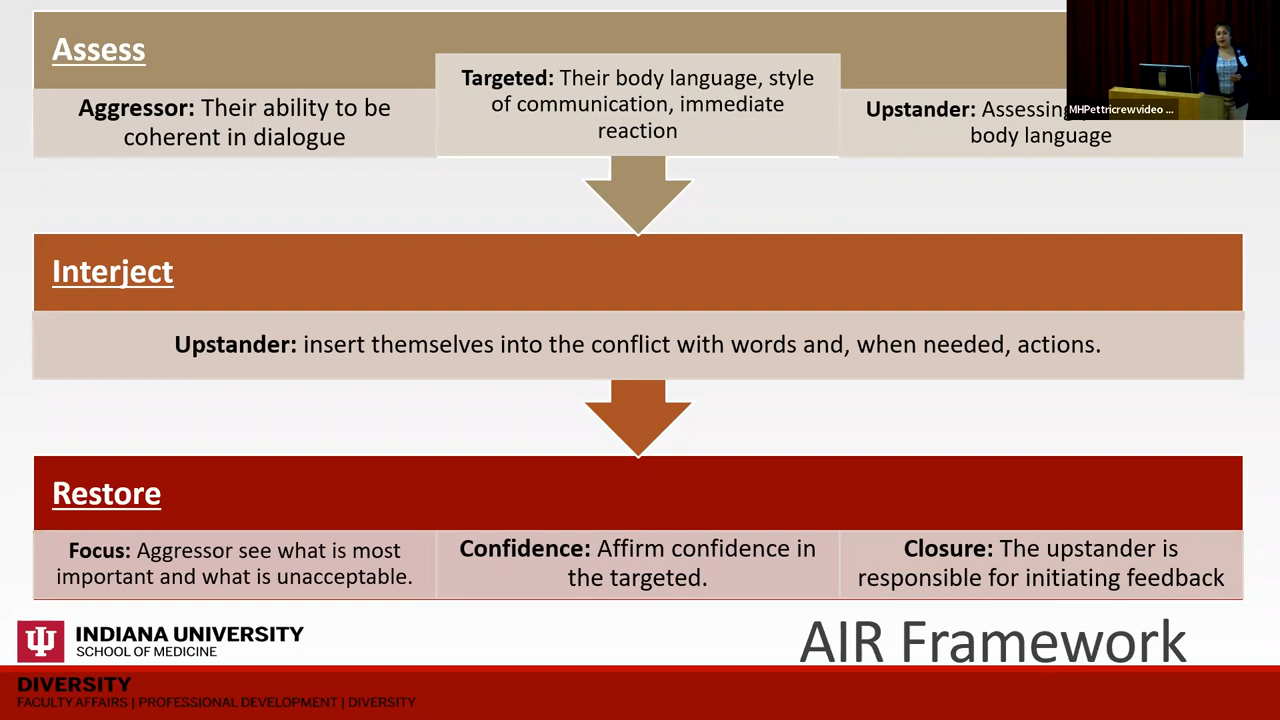 Assess
Aggressor: Their ability to be
coherent in dialogue
Targeted: Their body language, style
of communication, immediate
reaction
Upstander: Assessing
body language
MHPettricrewvideo ...
Interject
Upstander: insert themselves into the conflict with words and, when needed, actions.
Restore
Focus: Aggressor see what is most
important and what is unacceptable.
Confidence: Affirm confidence in
the targeted.
Closure: The upstander is
responsible for initiating feedback
INDIANA UNIVERSITY
SCHOOL OF MEDICINE
AIR Framework
DIVERSITY
FACULTY AFFAIRS | PROFESSIONAL DEVELOPMENT | DIVERSITY